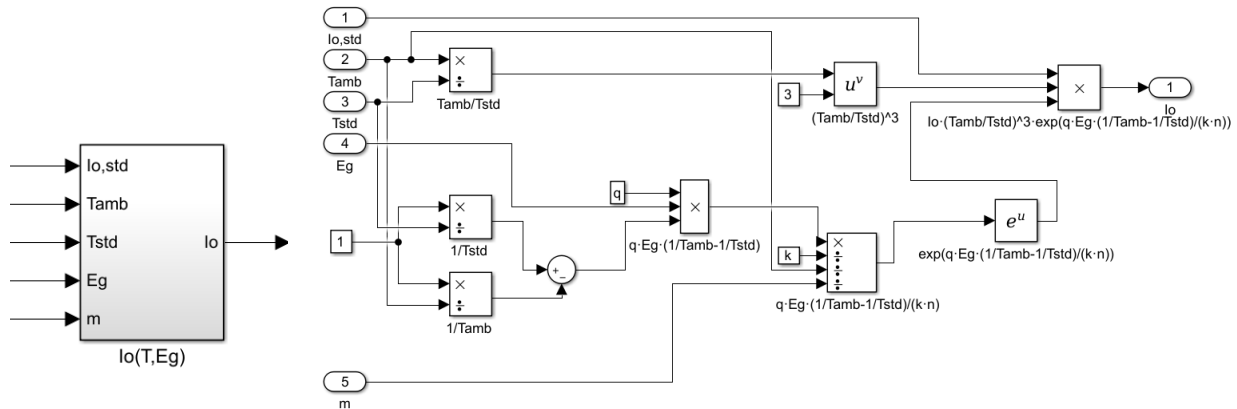 Io,std
Tamb
Tstd
Eg
m
Io
Io(T,Eg)
1
Io,std
2
Tamb
3
Tstd
4
Eg
×
÷
Tamb/Tstd
3
u^v
(Tamb/Tstd)^3
×
Io·(Tamb/Tstd)^3·exp(q·Eg·(1/Tamb-1/Tstd)/(k·n))
1
Io
1
×
÷
1/Tstd
×
÷
1/Tamb
+
−
q
×
q·Eg·(1/Tamb-1/Tstd)
k
×
÷
÷
÷
q·Eg·(1/Tamb-1/Tstd)/(k·n)
e^u
exp(q·Eg·(1/Tamb-1/Tstd)/(k·n))
5
m